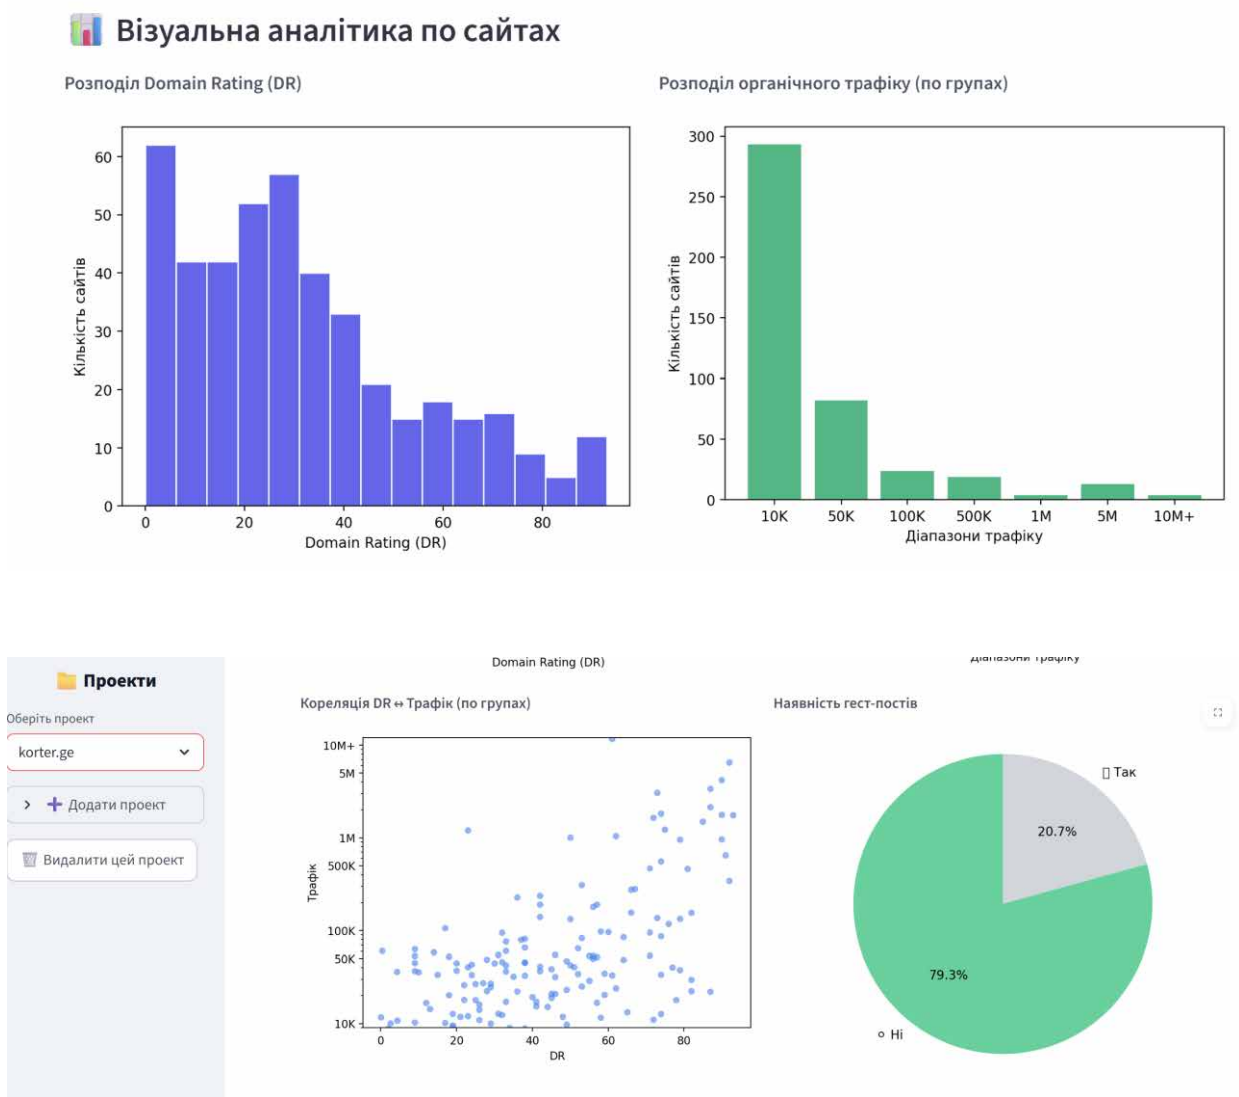 Візуальна аналітика по сайтах
Розподіл Domain Rating (DR)
60
50
40
30
20
10
0
Кількість сайтів
0 20 40 60 80
Domain Rating (DR)
Розподіл органічного трафіку (по групах)
300
250
200
150
100
50
0
Кількість сайтів
10K 50K 100K 500K 1M 5M 10M+
Діапазони трафіку
Проекти
Оберіть проект
korter.ge
Додати проект
Видалити цей проект
Domain Rating (DR)
Діапазони трафіку
Кореляція DR ↔ Трафік (по групах)
10M+
5M
1M
500K
100K
50K
10K
Трафік
0 20 40 60 80
DR
Наявність гест-постів
Так
20.7%
79.3%
Ні